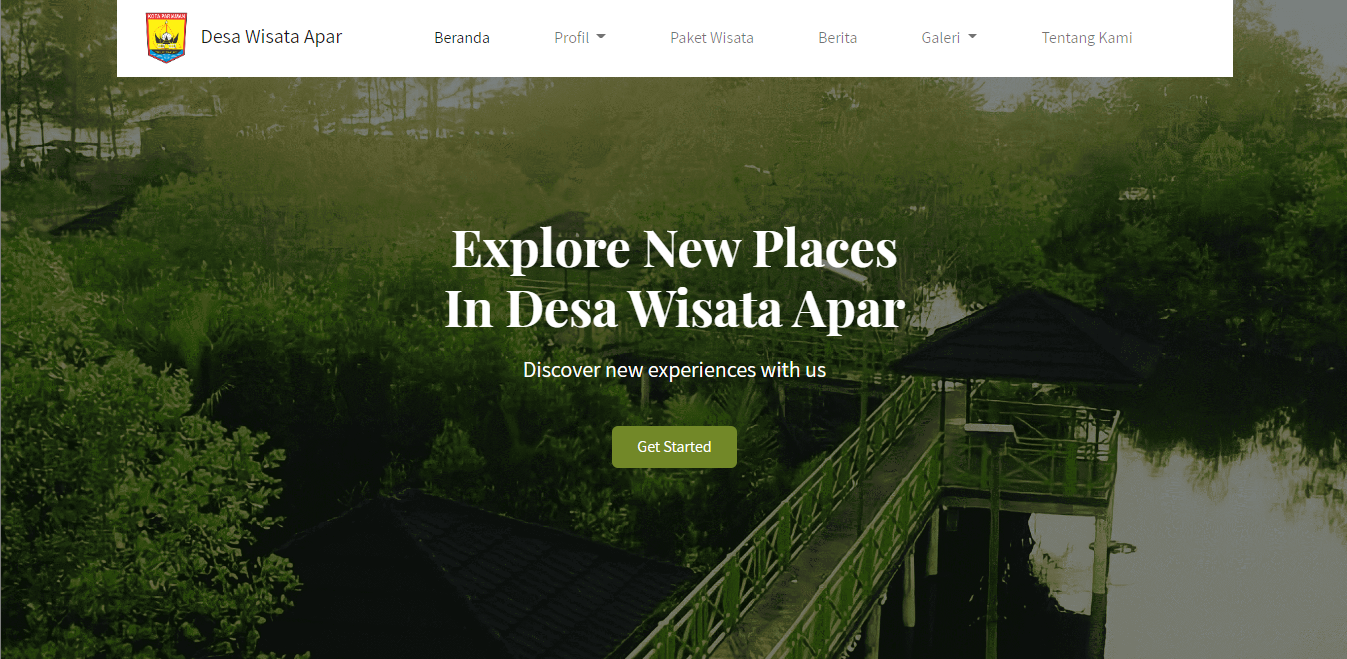 KOTA PARIAMAN
Desa Wisata Apar
Beranda
Profil
Paket Wisata
Berita
Galeri
Tentang Kami
Explore New Places
In Desa Wisata Apar
Discover new experiences with us
Get Started